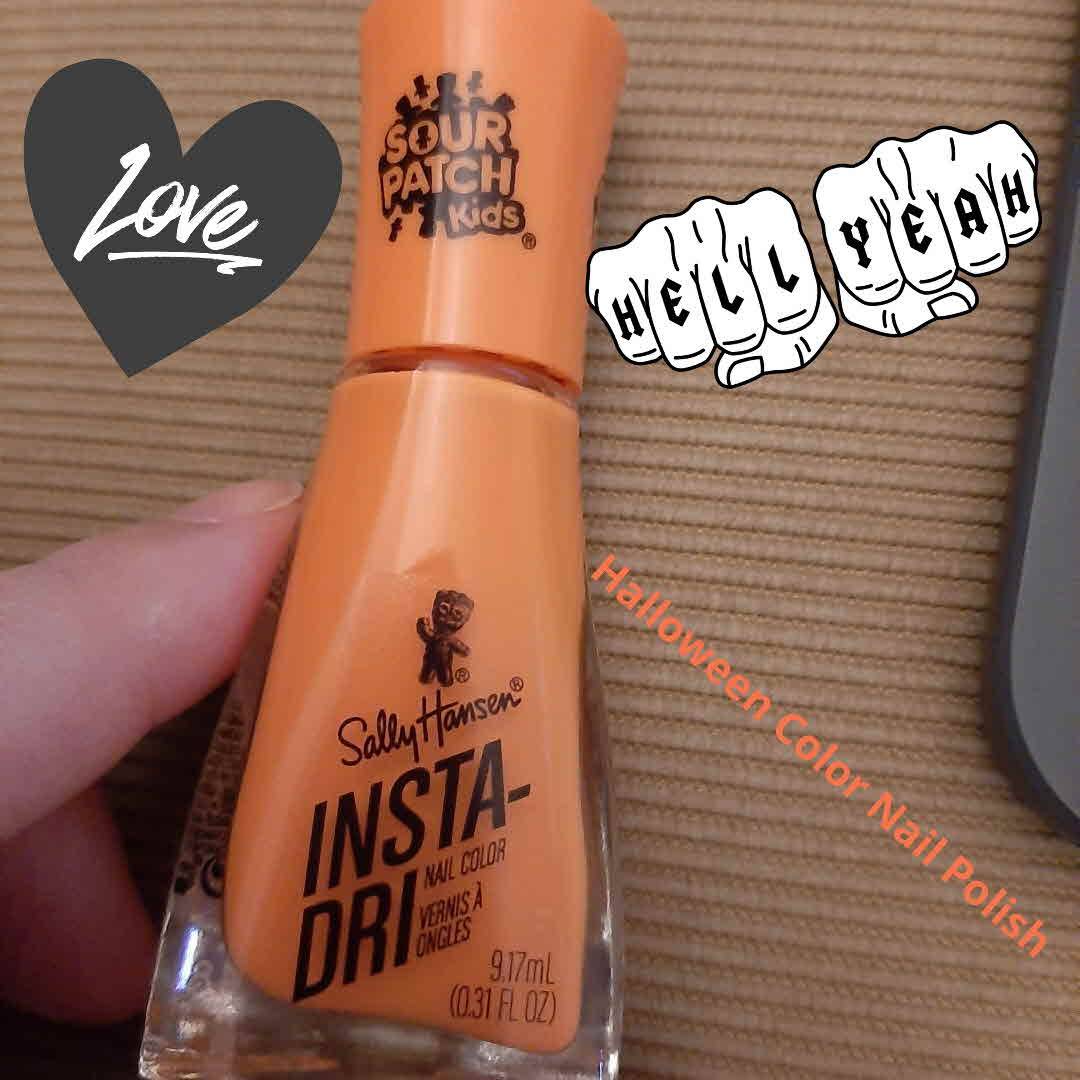 SOUR
PATCH
Kids®
Love
HELL YEAH
Halloween Color Nail Polish
®
Sally Hansen®
INSTA-
DRI
NAIL COLOR
VERNIS À
ONGLES
9.17mL
(0.31 FL OZ)